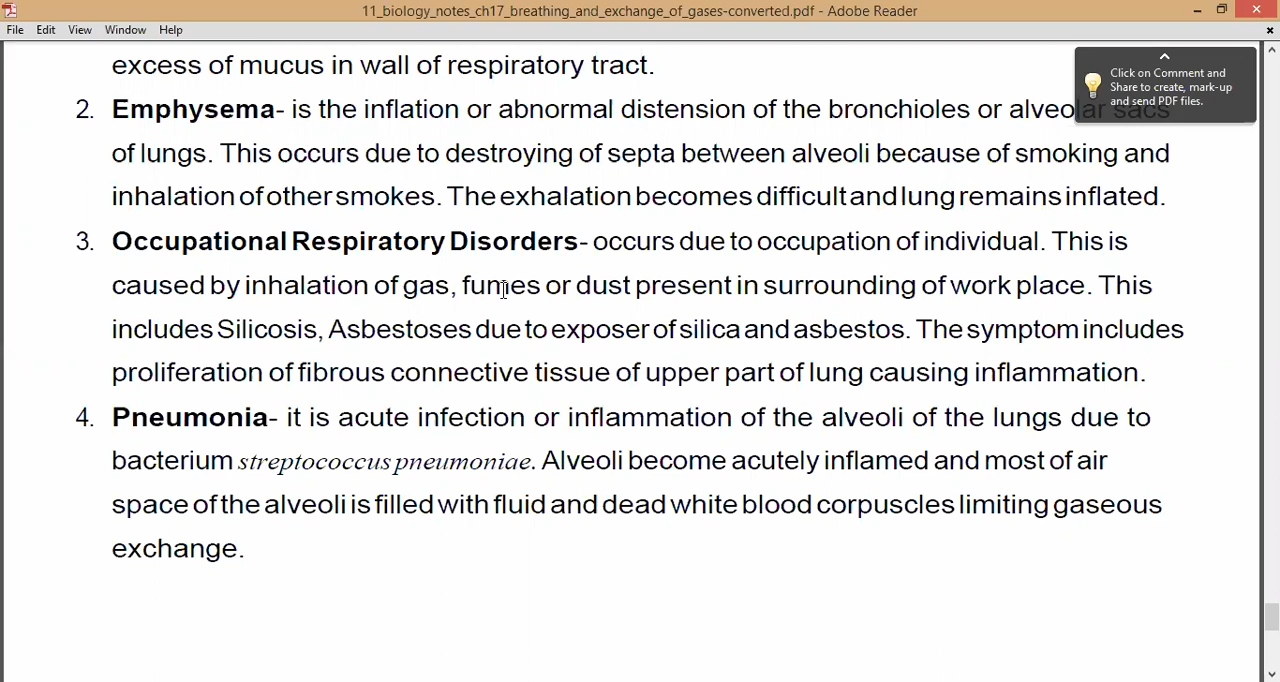 11_biology_notes_ch17_breathing_and_exchange_of_gases-converted.pdf - Adobe Reader
File Edit View Window Help
Click on Comment and
Share to create, mark-up
and send PDF files.
excess of mucus in wall of respiratory tract.
2. Emphysema- is the inflation or abnormal distension of the bronchioles or alveolar sacs
of lungs. This occurs due to destroying of septa between alveoli because of smoking and
inhalation of other smokes. The exhalation becomes difficult and lung remains inflated.
3. Occupational Respiratory Disorders- occurs due to occupation of individual. This is
caused by inhalation of gas, fumes or dust present in surrounding of work place. This
includes Silicosis, Asbestoses due to exposer of silica and asbestos. The symptom includes
proliferation of fibrous connective tissue of upper part of lung causing inflammation.
4. Pneumonia- it is acute infection or inflammation of the alveoli of the lungs due to
bacterium streptococcus pneumoniae. Alveoli become acutely inflamed and most of air
space of the alveoli is filled with fluid and dead white blood corpuscles limiting gaseous
exchange.